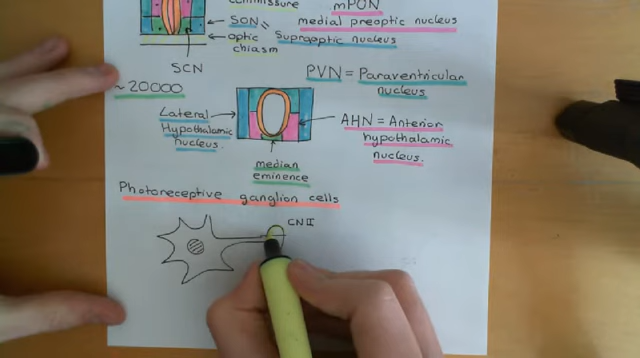 commissure
mPON
SON =
medial preoptic nucleus
optic
Supraoptic nucleus
chiasm
SCN
PVN = Paraventricular
nucleus
~20000
Lateral
Hypothalamic
nucleus.
AHN = Anterior
hypothalamic
nucleus.
median
eminence
Photoreceptive ganglion cells
CN II